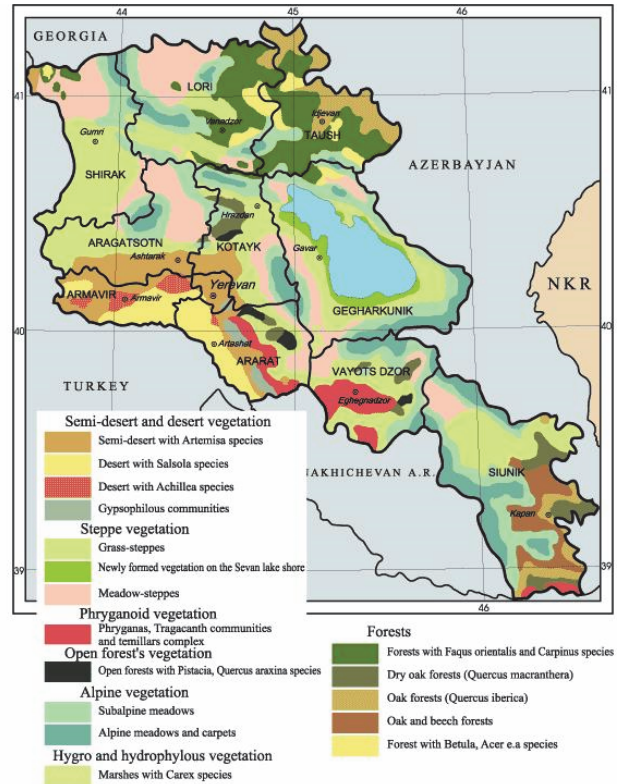 44
45
46
GEORGIA
41
LORI
41
Vanadzor
Idjevan
TAUSH
Gumri
AZERBAYJAN
SHIRAK
Hrazdan
ARAGATSOTN
KOTAYK
Gavar
Ashtarak
NKR
ARMAVIR
Yerevan
Armavir
GEGHARKUNIK
40
40
Artashat
ARARAT
VAYOTS DZOR
TURKEY
Eghegnadzor
NAKHICHEVAN A.R.
SIUNIK
Kapan
39
39
46
Semi-desert and desert vegetation
Semi-desert with Artemisa species
Desert with Salsola species
Desert with Achillea species
Gypsophilous communities
Steppe vegetation
Grass-steppes
Newly formed vegetation on the Sevan lake shore
Meadow-steppes
Phryganoid vegetation
Phryganas, Tragacanth communities
and temillars complex
Open forest's vegetation
Open forests with Pistacia, Quercus araxina species
Alpine vegetation
Subalpine meadows
Alpine meadows and carpets
Hygro and hydrophylous vegetation
Marshes with Carex species
Forests
Forests with Faqus orientalis and Carpinus species
Dry oak forests (Quercus macranthera)
Oak forests (Quercus iberica)
Oak and beech forests
Forest with Betula, Acer e.a species